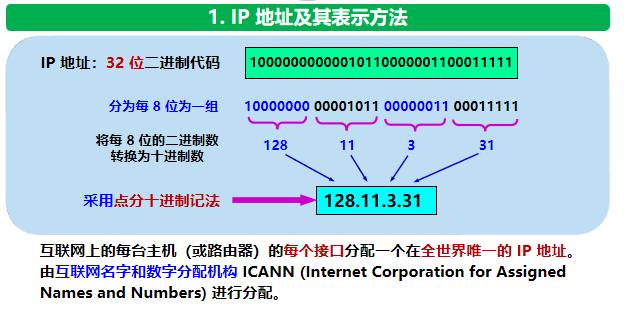 1. IP 地址及其表示方法
IP 地址：32 位二进制代码
10000000000010110000001100011111
分为每 8 位为一组
10000000 00001011 00000011 00011111
将每 8 位的二进制数
转换为十进制数
128 11 3 31
采用点分十进制记法
128.11.3.31
互联网上的每台主机（或路由器）的每个接口分配一个在全世界唯一的 IP 地址。
由互联网名字和数字分配机构 ICANN (Internet Corporation for Assigned
Names and Numbers) 进行分配。